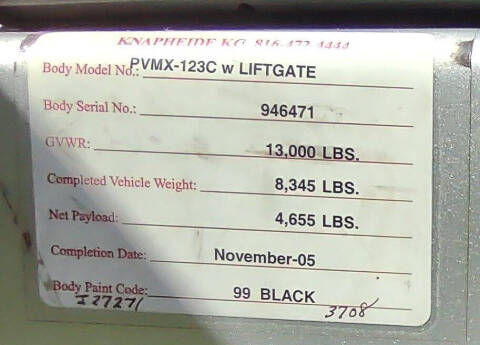 KNAPHEIDE KC 816-472-4444
Body Model No.: PVMX-123C w LIFTGATE
Body Serial No.: 946471
GVWR: 13,000 LBS.
Completed Vehicle Weight: 8,345 LBS.
Net Payload: 4,655 LBS.
Completion Date: November-05
Body Paint Code: 99 BLACK
I27271 3708